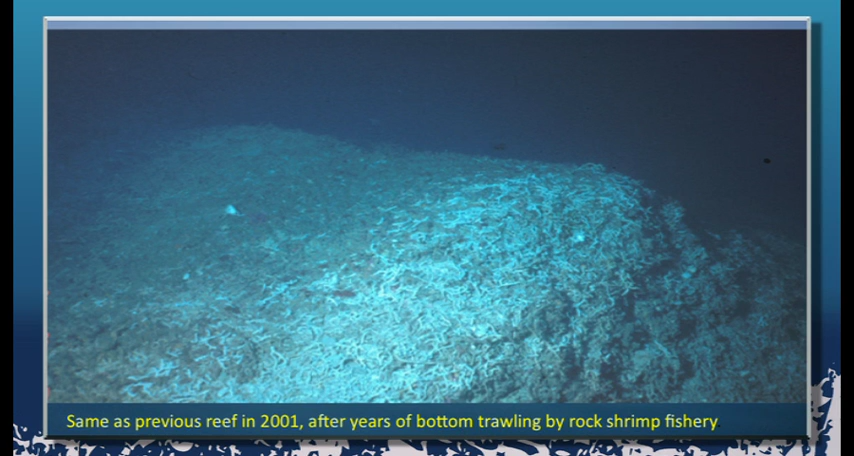 Same as previous reef in 2001, after years of bottom trawling by rock shrimp fishery.